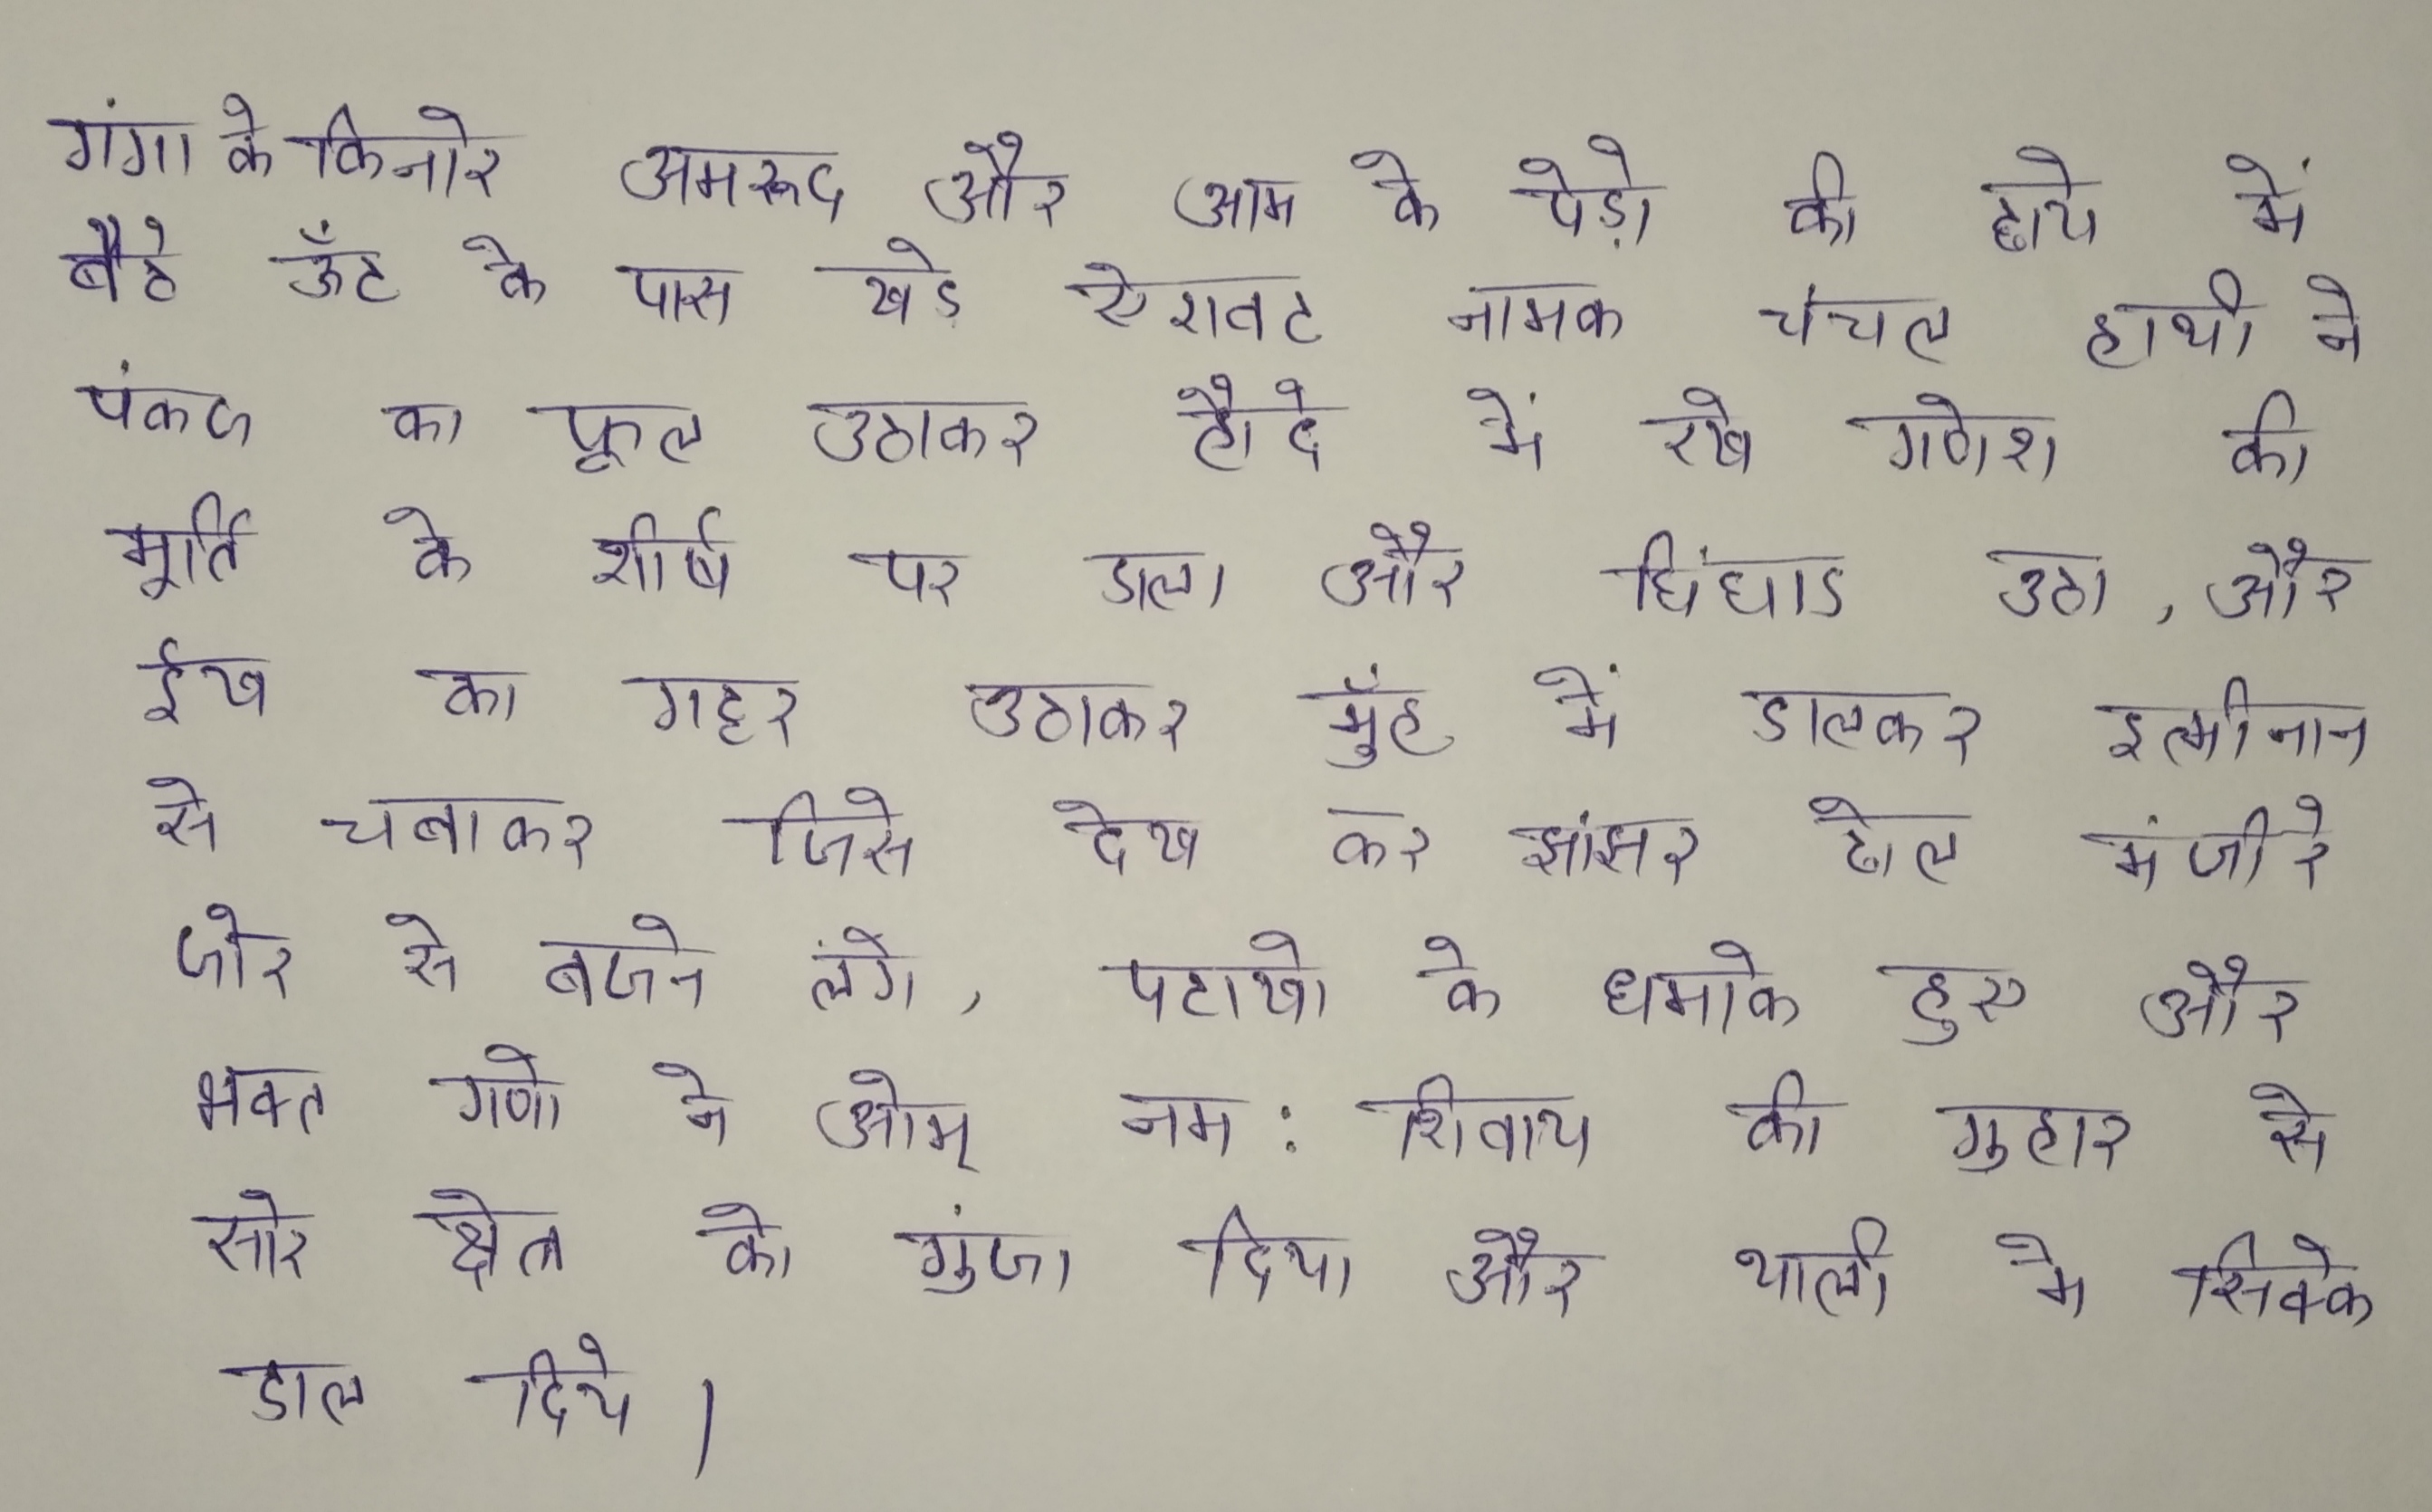 गंगा के किनारे अमरूद और आम के पेड़ो की छाये में
बैठे ऊँट के पास खडे ऐरावट नामक चंचल हाथी ने
पंकज का फूल उठाकर हौदे में रखे गणेश की
मूर्ति के शीर्ष पर डाला और चिंघाड उठा, और
ईख का गट्टर उठाकर मुँह में डालकर इत्मीनान
से चबाकर जिसे देख कर झांझर ढोल मंजीरे
जोर से बजने लगे, पटाखो के धमाके हुए और
भक्त गणो ने ओम् नम: शिवाय की गुहार से
सारे क्षेत्र को गुंजा दिया और थाली मे सिक्के
डाल दिये।